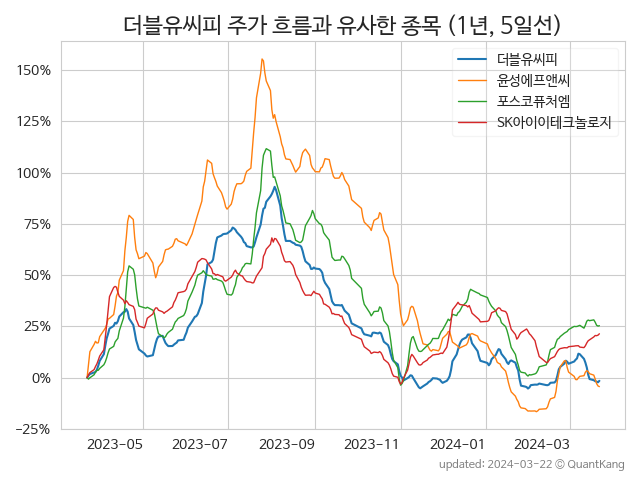 더블유씨피 주가 흐름과 유사한 종목 (1년, 5일선)
더블유씨피
윤성에프앤씨
포스코퓨처엠
SK아이이테크놀로지
150%
125%
100%
75%
50%
25%
0%
−25%
2023-05 2023-07 2023-09 2023-11 2024-01 2024-03
updated: 2024-03-22 © QuantKang